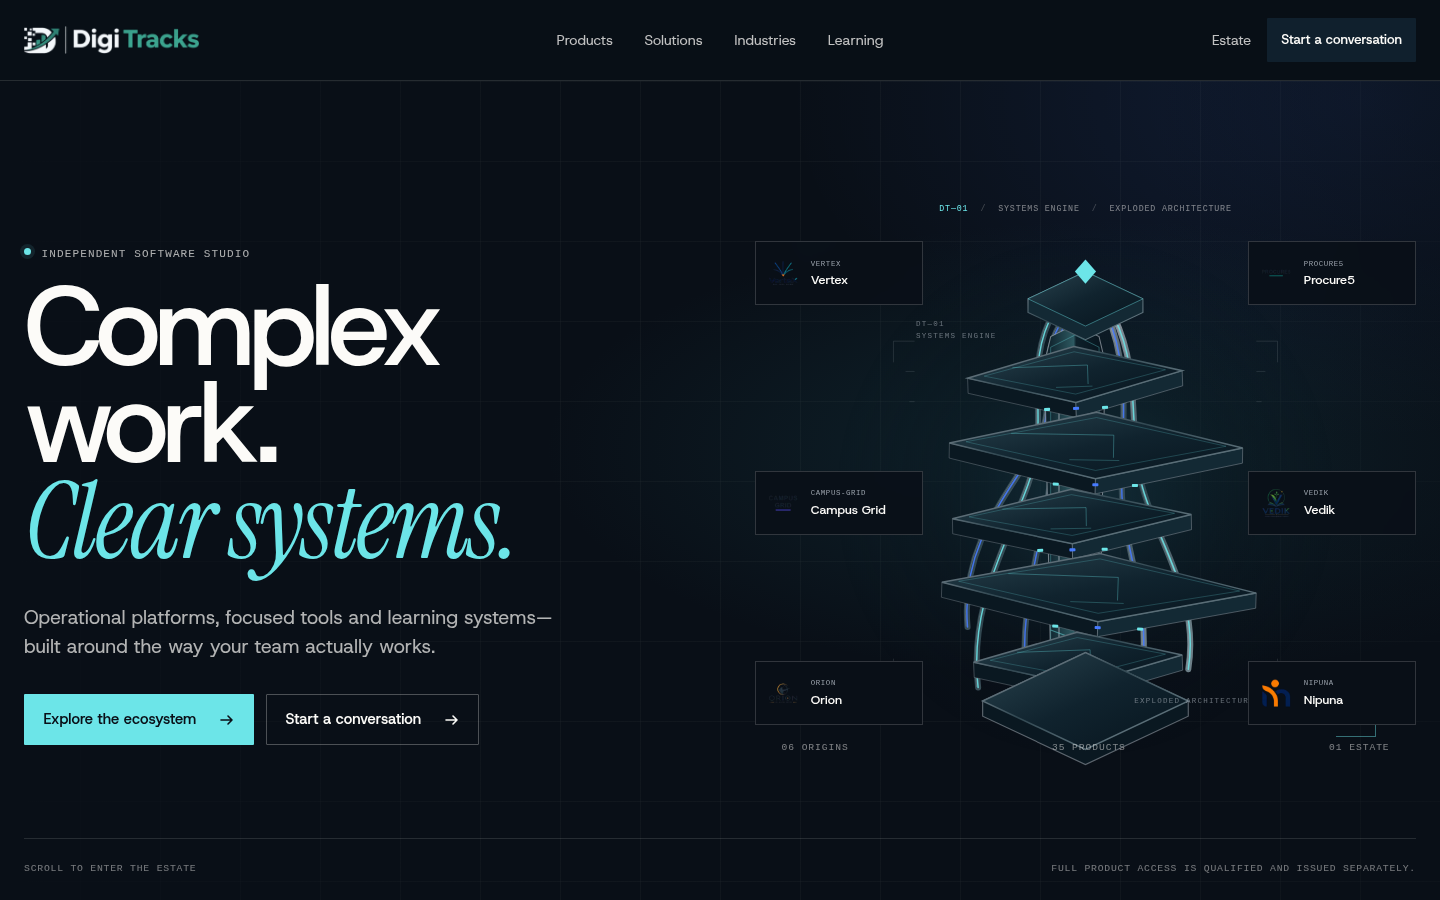 Digi Tracks
Products
Solutions
Industries
Learning
Estate
Start a conversation
DT—01 / SYSTEMS ENGINE / EXPLODED ARCHITECTURE
INDEPENDENT SOFTWARE STUDIO
Complex
work.
Clear systems.
Operational platforms, focused tools and learning systems—
built around the way your team actually works.
Explore the ecosystem →
Start a conversation →
VERTEX
Vertex
PROCURE5
Procure5
DT—01
SYSTEMS ENGINE
CAMPUS-GRID
Campus Grid
VEDIK
Vedik
ORION
Orion
EXPLODED ARCHITECTUR
NIPUNA
Nipuna
06 ORIGINS
35 PRODUCTS
01 ESTATE
SCROLL TO ENTER THE ESTATE
FULL PRODUCT ACCESS IS QUALIFIED AND ISSUED SEPARATELY.